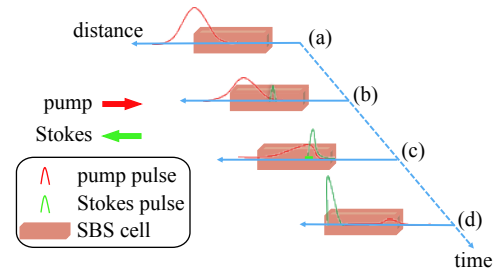 distance
(a)
(b)
pump
Stokes
(c)
pump pulse
Stokes pulse
SBS cell
(d)
time